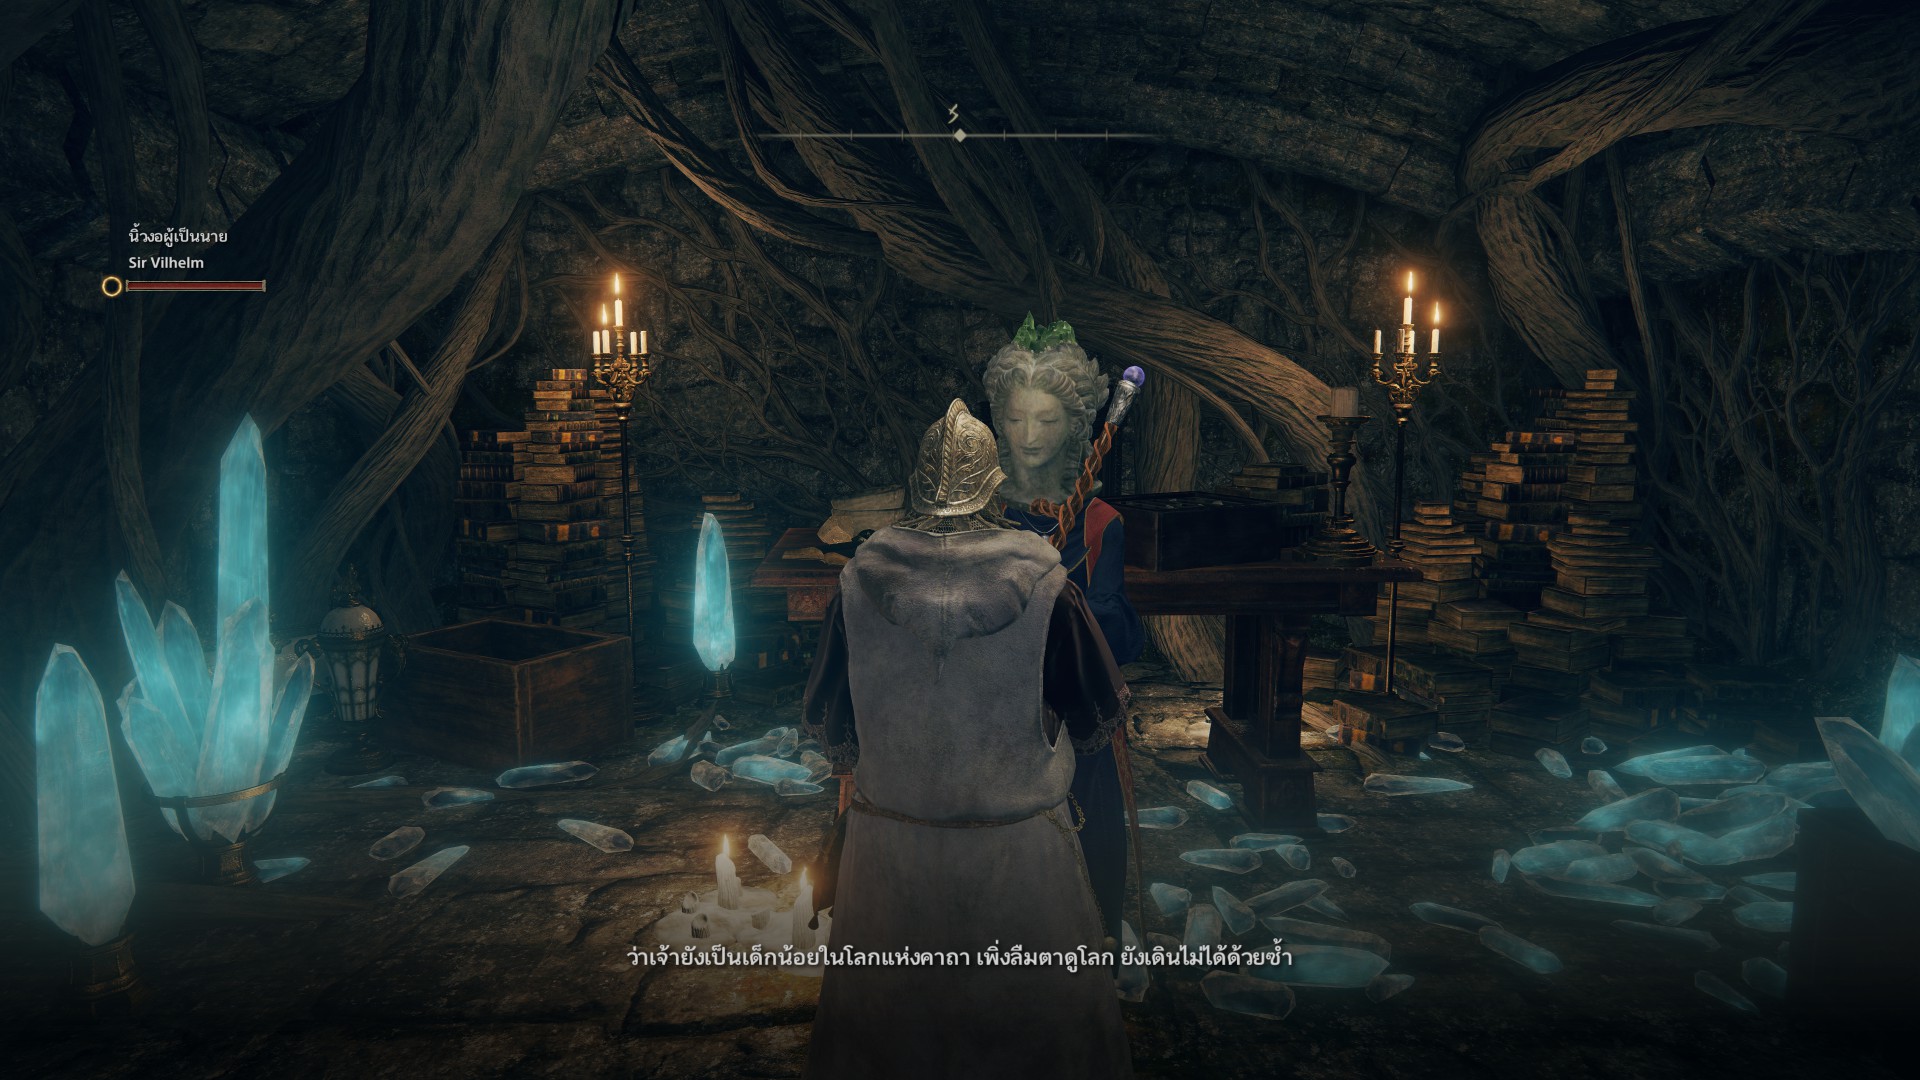 ใ
นิ้วงอผู้เป็นนาย
Sir Vilhelm
ว่าเจ้ายังเป็นเด็กน้อยในโลกแห่งคาถา เพิ่งลืมตาดูโลก ยังเดินไม่ได้ด้วยซ้ำ